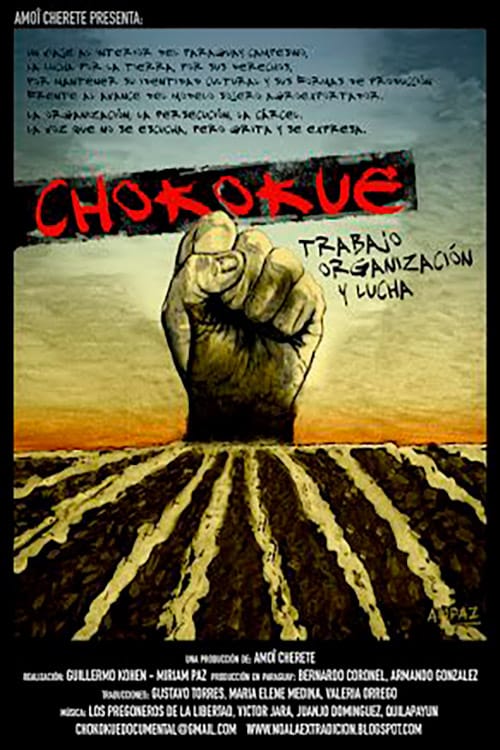 AMOÎ CHERETE PRESENTA:
UN VIAJE AL INTERIOR DEL PARAGUAY CAMPESINO,
LA LUCHA POR LA TIERRA, POR SUS DERECHOS,
POR MANTENER SU IDENTIDAD CULTURAL Y SUS FORMAS DE PRODUCCIÓN
FRENTE AL AVANCE DEL MODELO SOJERO AGROEXPORTADOR.
LA ORGANIZACIÓN, LA PERSECUCIÓN, LA CÁRCEL.
LA VOZ QUE NO SE ESCUCHA, PERO GRITA Y SE EXPRESA.
CHOKOKUE
TRABAJO
ORGANIZACIÓN
Y LUCHA
A. PAZ
UNA PRODUCCIÓN DE: AMOÎ CHERETE
REALIZACIÓN: GUILLERMO KOHEN - MIRIAM PAZ PRODUCCIÓN EN PARAGUAY: BERNARDO CORONEL, ARMANDO GONZALEZ
TRADUCCIONES: GUSTAVO TORRES, MARIA ELENE MEDINA, VALERIA ORREGO
MÚSICA: LOS PREGONEROS DE LA LIBERTAD, VICTOR JARA, JUANJO DOMINGUEZ, QUILAPAYUN
CHOKOKUEDOCUMENTAL@GMAIL.COM WWW.NOALAEXTRADICION.BLOGSPOT.COM